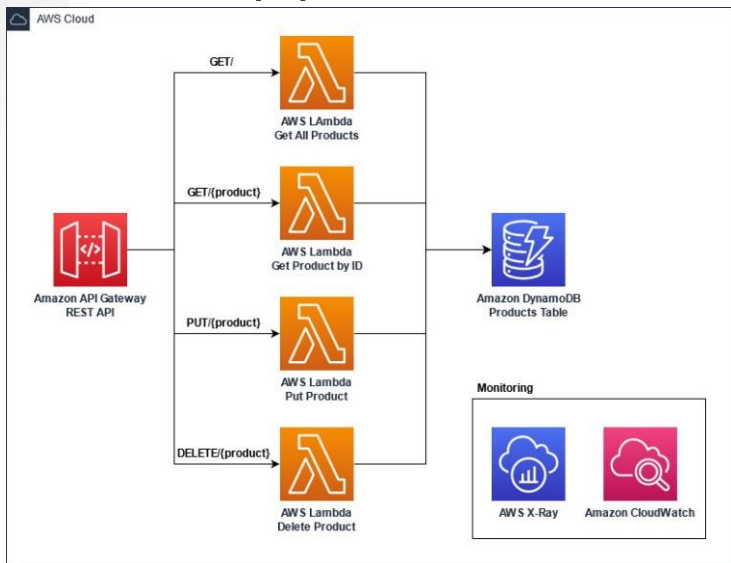 AWS Cloud
GET/
AWS LAmbda
Get All Products
GET/{product}
AWS Lambda
Get Product by ID
Amazon API Gateway
REST API
Amazon DynamoDB
Products Table
PUT/{product}
AWS Lambda
Put Product
Monitoring
DELETE/{product}
AWS Lambda
Delete Product
AWS X-Ray
Amazon CloudWatch